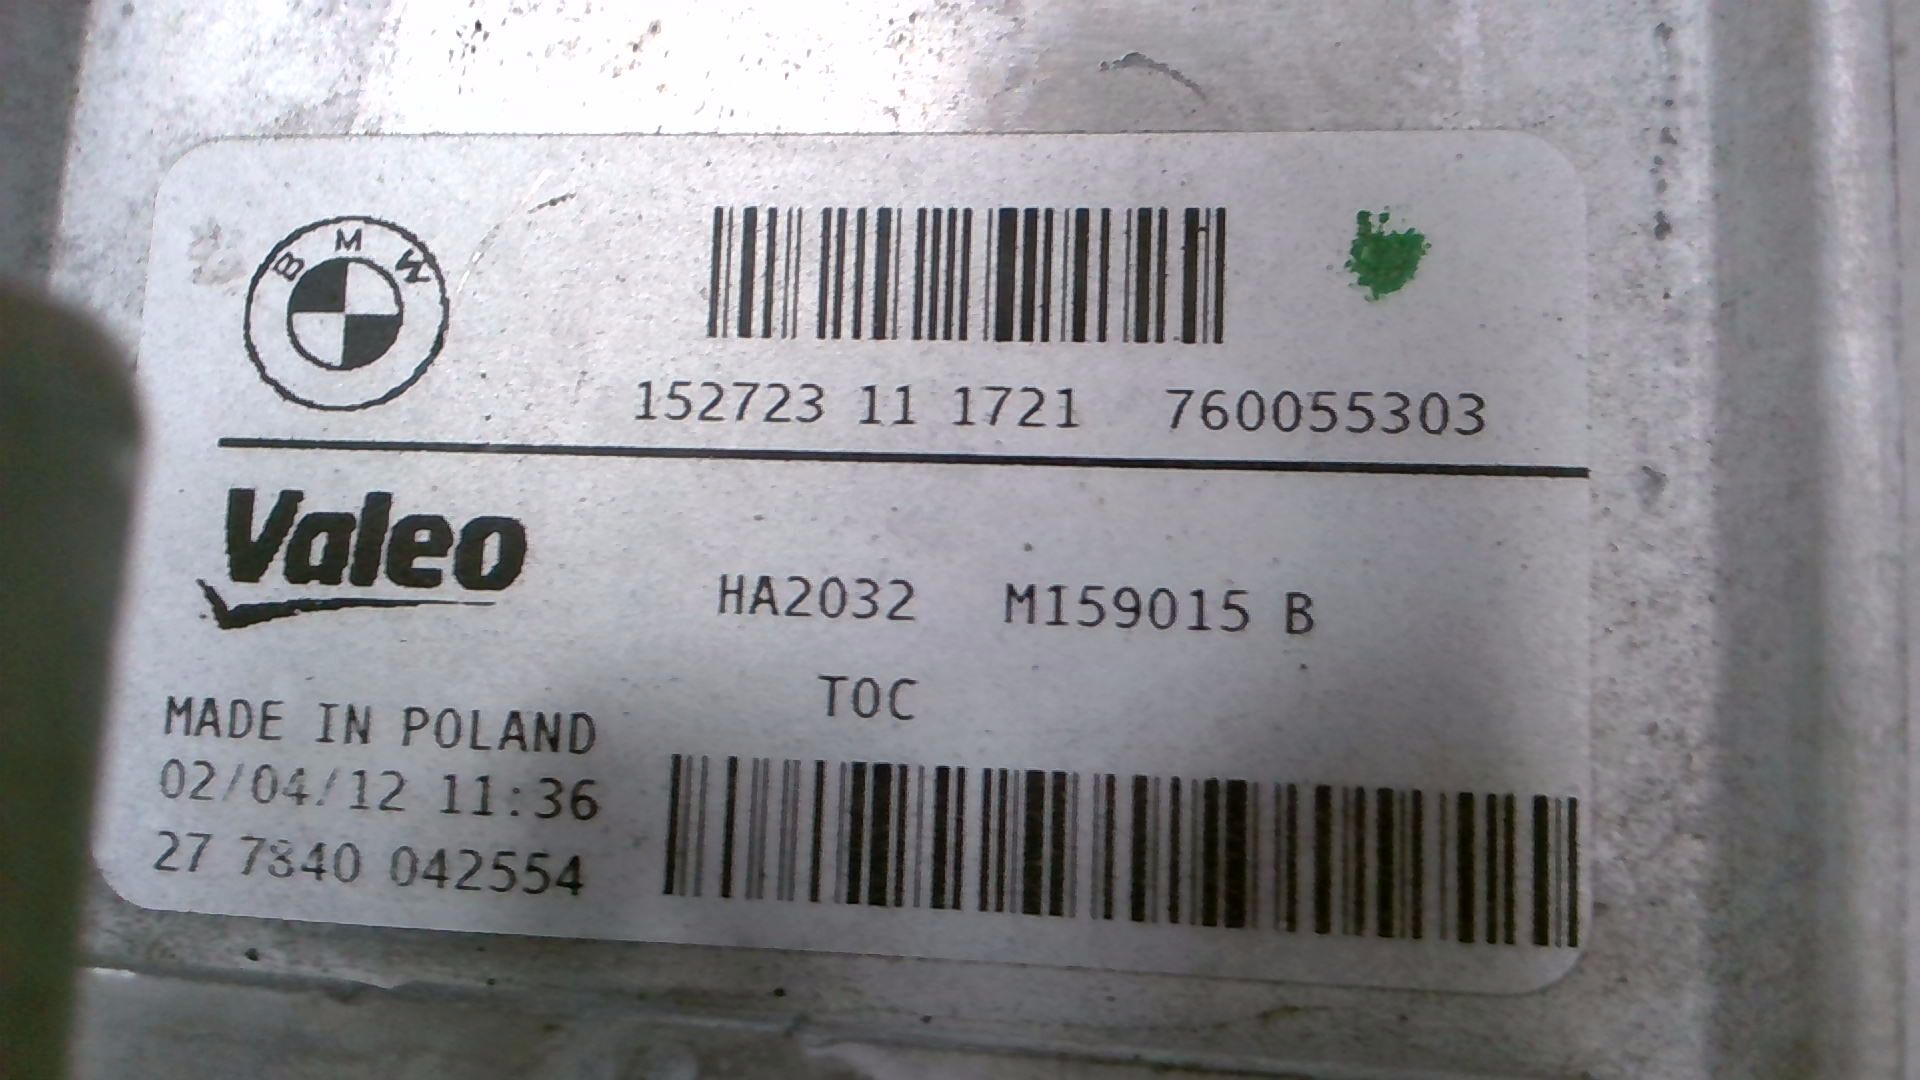 BMW
152723 11 1721 760055303
Valeo
HA2032 MI59015 B
TOC
MADE IN POLAND
02/04/12 11:36
27 7840 042554